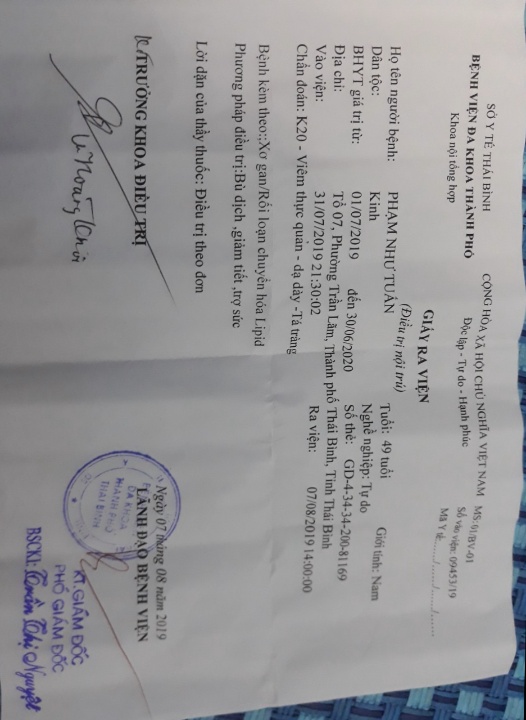 SỞ Y TẾ THÁI BÌNH
BỆNH VIỆN ĐA KHOA THÀNH PHỐ
Khoa nội tổng hợp
CỘNG HÒA XÃ HỘI CHỦ NGHĨA VIỆT NAM
Độc lập - Tự do - Hạnh phúc
MS: 01/BV-01
Số vào viện: 09453/19
Mã Y tế:....../....../......
GIẤY RA VIỆN
(Điều trị nội trú)
Họ tên người bệnh: PHẠM NHƯ TUẤN Tuổi: 49 tuổi Giới tính: Nam
Dân tộc: Kinh Nghề nghiệp: Tự do
BHYT giá trị từ: 01/07/2019 đến 30/06/2020 Số thẻ: GD-4-34-34-200-81169
Địa chỉ: Tổ 07, Phường Trần Lãm, Thành phố Thái Bình, Tỉnh Thái Bình
Vào viện: 31/07/2019 21:30:02 Ra viện: 07/08/2019 14:00:00
Chẩn đoán: K20 - Viêm thực quản - dạ dày -Tá tràng
Bệnh kèm theo:;Xơ gan/Rối loạn chuyển hóa Lipid
Phương pháp điều trị:Bù dịch ,giảm tiết ,trợ sức
Lời dặn của thầy thuốc: Điều trị theo đơn
Ngày 07 tháng 08 năm 2019
TRƯỞNG KHOA ĐIỀU TRỊ
LÃNH ĐẠO BỆNH VIỆN
ĐA KHOA
THÀNH PHỐ
THÁI BÌNH
KT.GIÁM ĐỐC
PHÓ GIÁM ĐỐC
BSCKI: Trần Thị Nguyệt